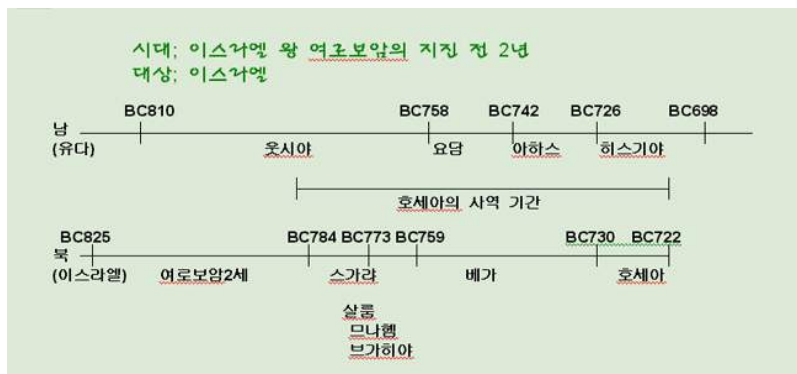 시대; 이스라엘 왕 여로보암의 지진 전 2년
대상; 이스라엘
BC810 BC758 BC742 BC726 BC698
남
(유다) 웃시야 요담 아하스 히스기야
호세아의 사역 기간
BC825 BC784 BC773 BC759 BC730 BC722
북
(이스라엘) 여로보암2세 스가랴 베가 호세아
살룸
므나헴
브가히야